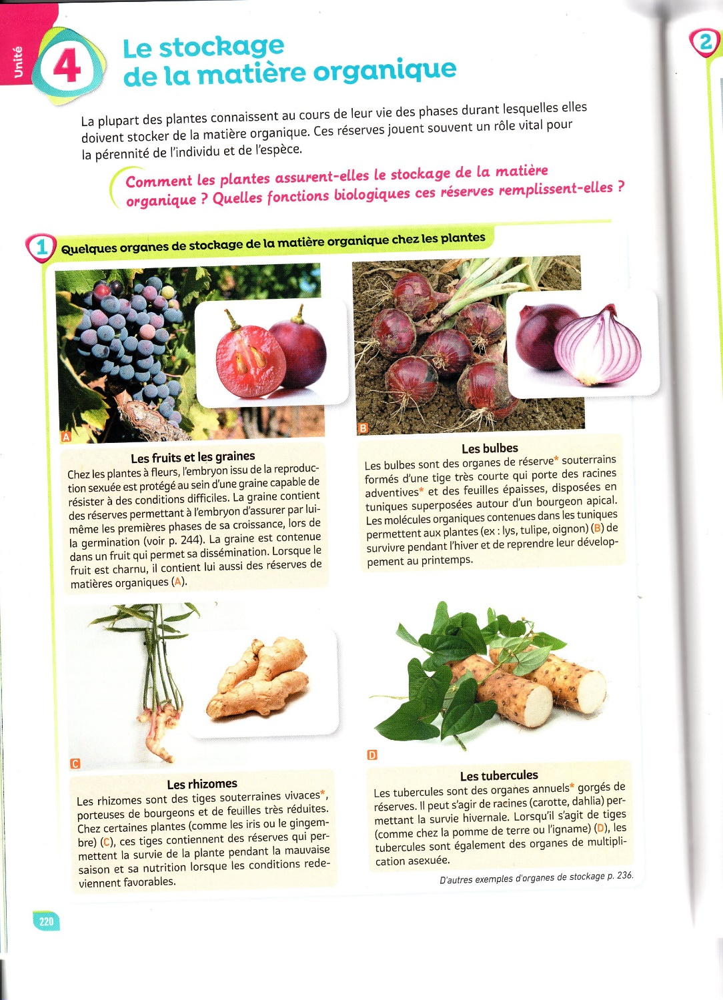 Unité
4
Le stockage
de la matière organique
La plupart des plantes connaissent au cours de leur vie des phases durant lesquelles elles
doivent stocker de la matière organique. Ces réserves jouent souvent un rôle vital pour
la pérennité de l'individu et de l'espèce.
Comment les plantes assurent-elles le stockage de la matière
organique ? Quelles fonctions biologiques ces réserves remplissent-elles ?
1 Quelques organes de stockage de la matière organique chez les plantes
A
Les fruits et les graines
Chez les plantes à fleurs, l'embryon issu de la reproduc-
tion sexuée est protégé au sein d'une graine capable de
résister à des conditions difficiles. La graine contient
des réserves permettant à l'embryon d'assurer par lui-
même les premières phases de sa croissance, lors de
la germination (voir p. 244). La graine est contenue
dans un fruit qui permet sa dissémination. Lorsque le
fruit est charnu, il contient lui aussi des réserves de
matières organiques (A).
B
Les bulbes
Les bulbes sont des organes de réserve* souterrains
formés d'une tige très courte qui porte des racines
adventives* et des feuilles épaisses, disposées en
tuniques superposées autour d'un bourgeon apical.
Les molécules organiques contenues dans les tuniques
permettent aux plantes (ex : lys, tulipe, oignon) (B) de
survivre pendant l'hiver et de reprendre leur dévelop-
pement au printemps.
C
Les rhizomes
Les rhizomes sont des tiges souterraines vivaces*,
porteuses de bourgeons et de feuilles très réduites.
Chez certaines plantes (comme les iris ou le gingem-
bre) (C), ces tiges contiennent des réserves qui per-
mettent la survie de la plante pendant la mauvaise
saison et sa nutrition lorsque les conditions rede-
viennent favorables.
D
Les tubercules
Les tubercules sont des organes annuels* gorgés de
réserves. Il peut s'agir de racines (carotte, dahlia) per-
mettant la survie hivernale. Lorsqu'il s'agit de tiges
(comme chez la pomme de terre ou l'igname) (D), les
tubercules sont également des organes de multipli-
cation asexuée.
D'autres exemples d'organes de stockage p. 236.
220
2